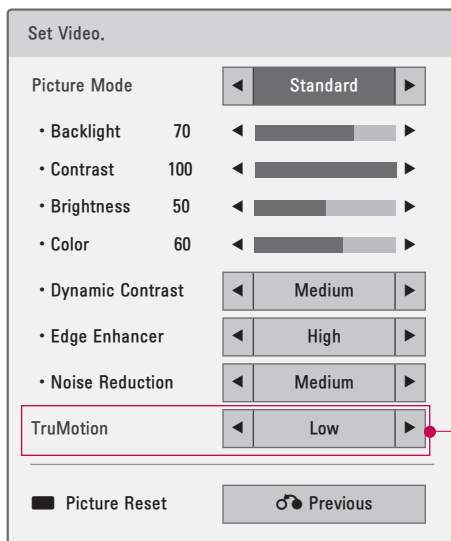 Set Video.
Picture Mode ◀ Standard ▶
• Backlight 70 ◀ ▶
• Contrast 100 ◀ ▶
• Brightness 50 ◀ ▶
• Color 60 ◀ ▶
• Dynamic Contrast ◀ Medium ▶
• Edge Enhancer ◀ High ▶
• Noise Reduction ◀ Medium ▶
TruMotion ◀ Low ▶
Picture Reset Previous